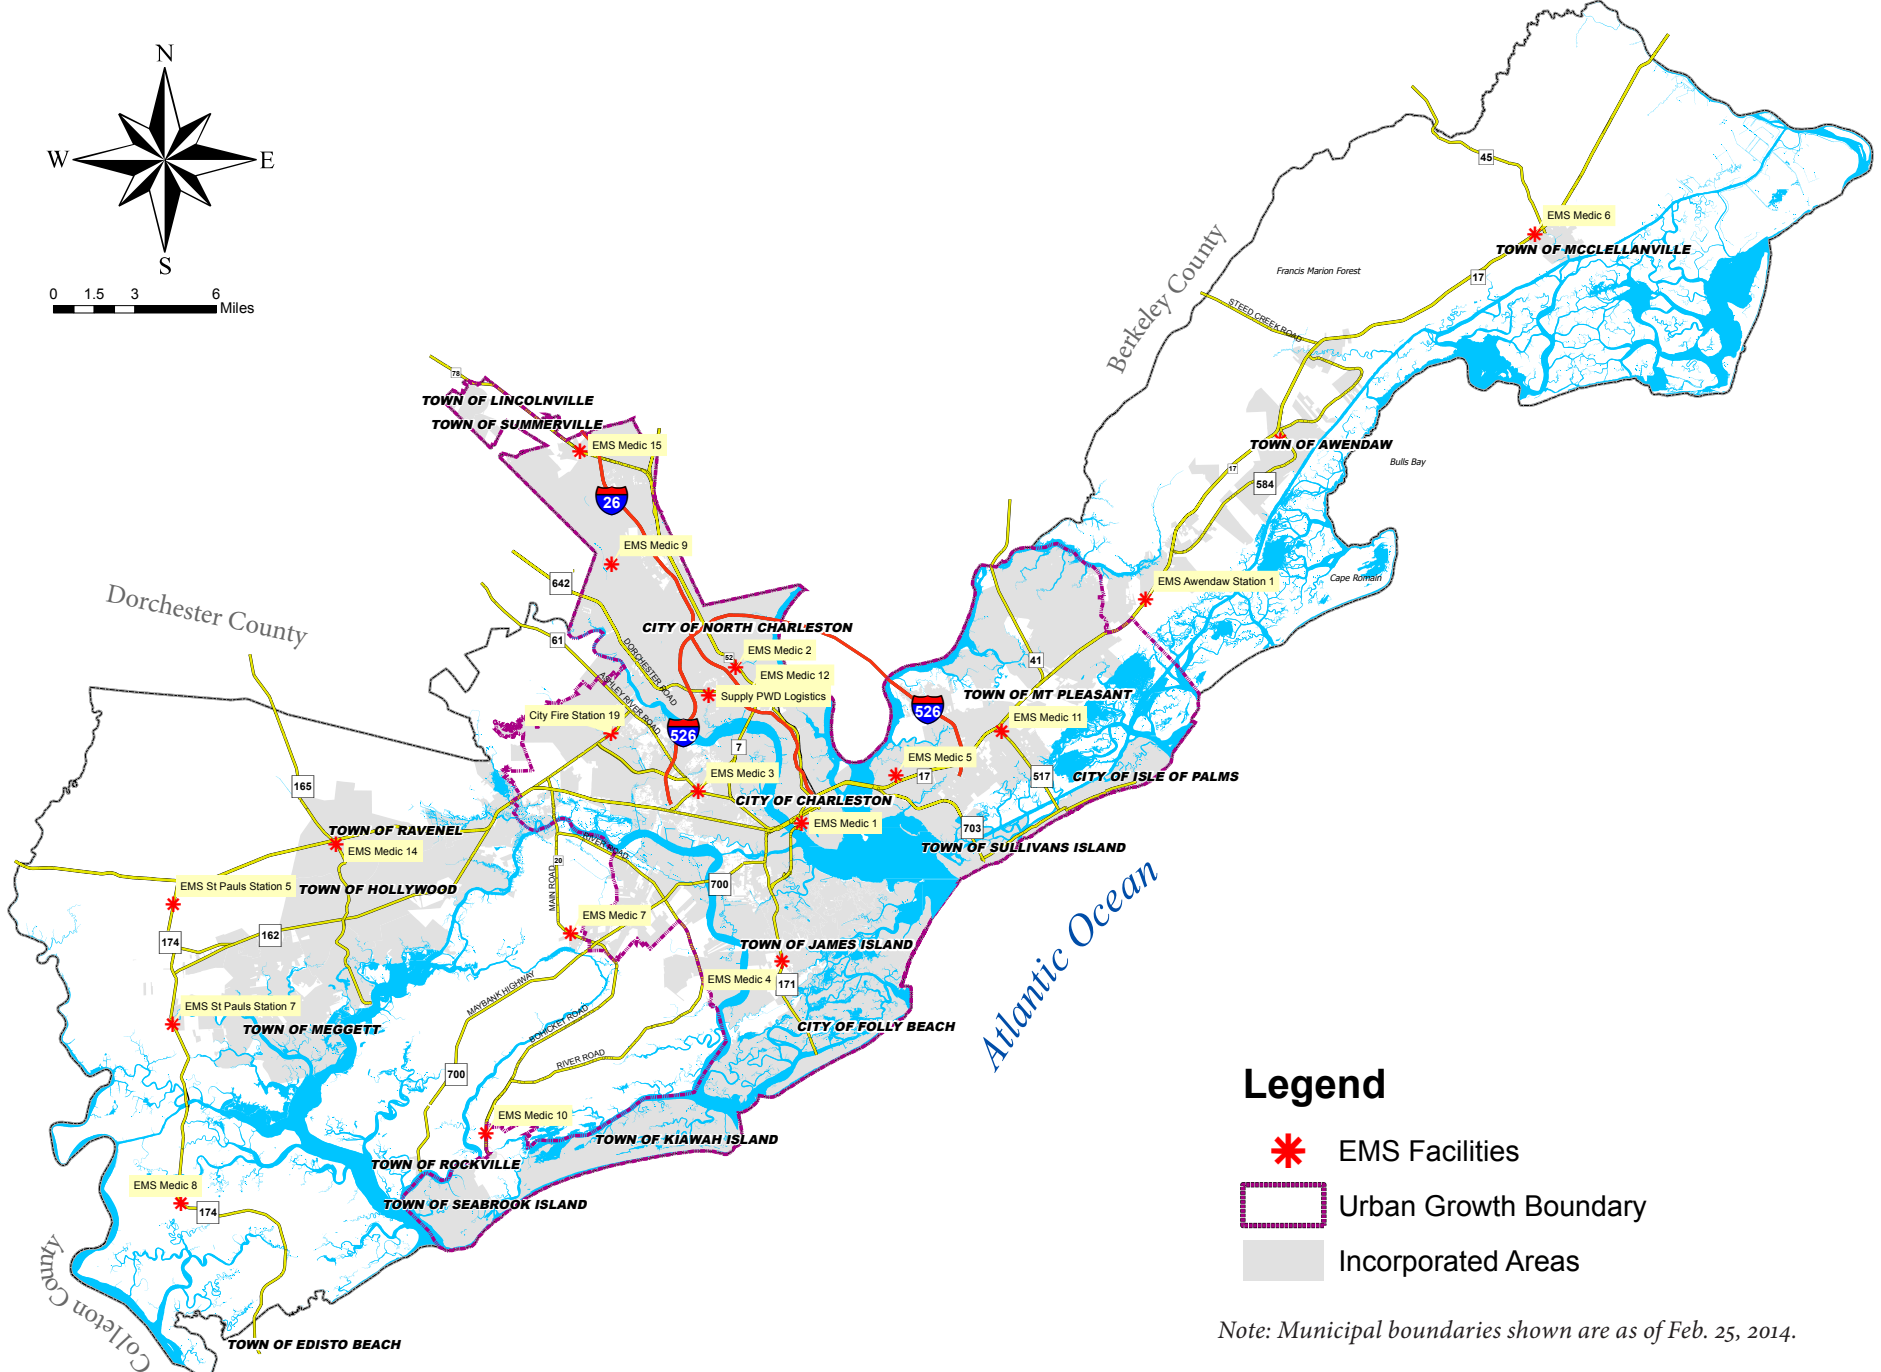 N
W
E
S
0 1.5 3 6
Miles
Berkeley County
Francis Marion Forest
45
EMS Medic 6
TOWN OF MCCLELLANVILLE
17
STEED CREEK ROAD
78
TOWN OF LINCOLNVILLE
TOWN OF SUMMERVILLE
EMS Medic 15
TOWN OF AWENDAW
Bulls Bay
17
584
26
EMS Medic 9
642
Cape Romain
EMS Awendaw Station 1
Dorchester County
61
CITY OF NORTH CHARLESTON
DORCHESTER ROAD
52
EMS Medic 2
41
EMS Medic 12
ASHLEY RIVER ROAD
Supply PWD Logistics
TOWN OF MT PLEASANT
City Fire Station 19
526
526
EMS Medic 11
7
EMS Medic 5
EMS Medic 3
17
517
CITY OF ISLE OF PALMS
165
CITY OF CHARLESTON
EMS Medic 1
703
TOWN OF RAVENEL
EMS Medic 14
RIVER ROAD
TOWN OF SULLIVANS ISLAND
20
MAIN ROAD
EMS St Pauls Station 5
TOWN OF HOLLYWOOD
700
EMS Medic 7
174
162
TOWN OF JAMES ISLAND
EMS Medic 4
171
Atlantic Ocean
MAYBANK HIGHWAY
EMS St Pauls Station 7
TOWN OF MEGGETT
BOHICKET ROAD
CITY OF FOLLY BEACH
RIVER ROAD
700
EMS Medic 10
TOWN OF KIAWAH ISLAND
TOWN OF ROCKVILLE
EMS Medic 8
174
TOWN OF SEABROOK ISLAND
Colleton County
TOWN OF EDISTO BEACH
Legend
EMS Facilities
Urban Growth Boundary
Incorporated Areas
Note: Municipal boundaries shown are as of Feb. 25, 2014.